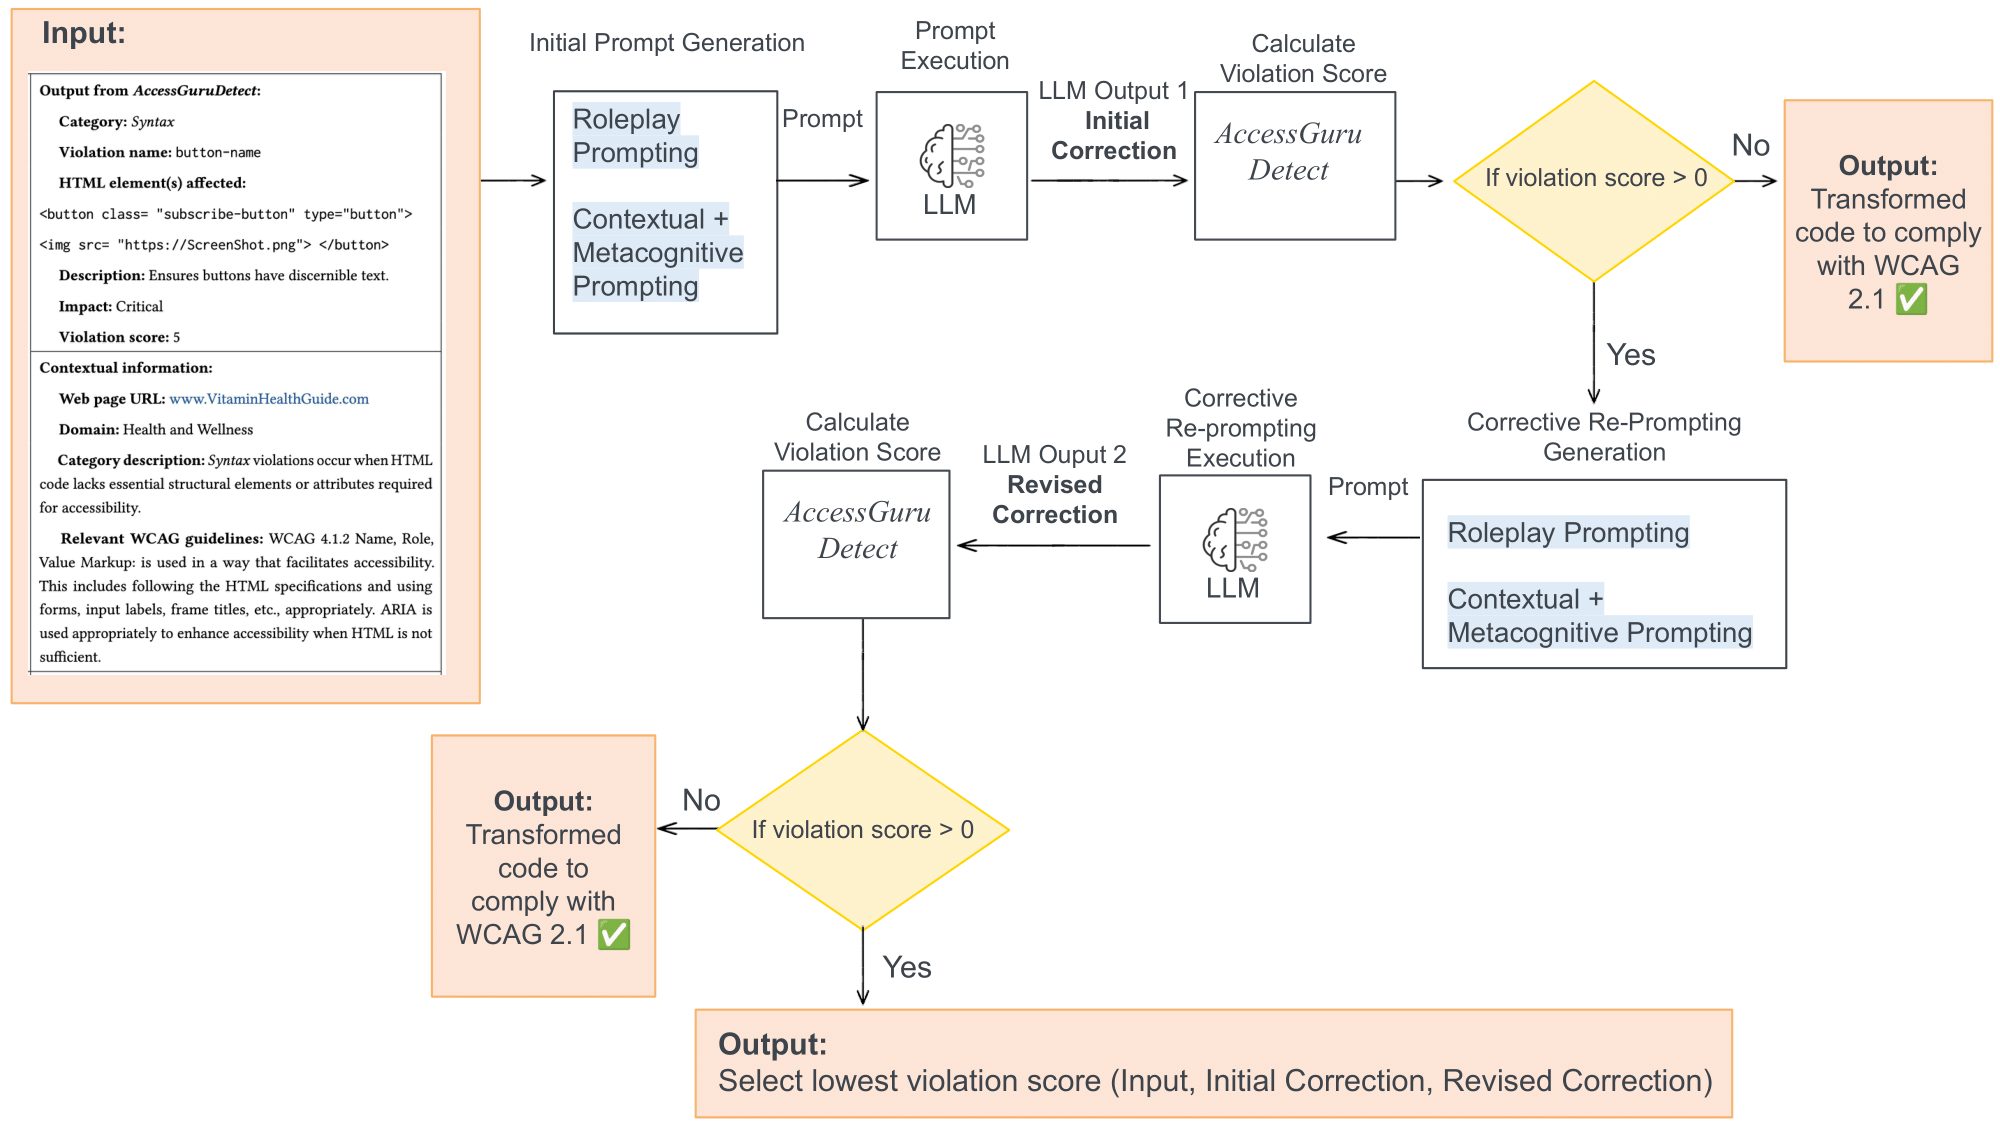 Input:
Output from AccessGuruDetect:
Category: Syntax
Violation name: button-name
HTML element(s) affected:
<button class= "subscribe-button" type="button">
<img src= "https://ScreenShot.png"> </button>
Description: Ensures buttons have discernible text.
Impact: Critical
Violation score: 5
Contextual information:
Web page URL: www.VitaminHealthGuide.com
Domain: Health and Wellness
Category description: Syntax violations occur when HTML
code lacks essential structural elements or attributes required
for accessibility.
Relevant WCAG guidelines: WCAG 4.1.2 Name, Role,
Value Markup: is used in a way that facilitates accessibility.
This includes following the HTML specifications and using
forms, input labels, frame titles, etc., appropriately. ARIA is
used appropriately to enhance accessibility when HTML is not
sufficient.
Initial Prompt Generation
Roleplay
Prompting
Contextual +
Metacognitive
Prompting
Prompt
Prompt
Execution
LLM
LLM Output 1
Initial
Correction
Calculate
Violation Score
AccessGuru
Detect
If violation score > 0
No
Output:
Transformed
code to comply
with WCAG
2.1 ✅
Yes
Corrective Re-Prompting
Generation
Roleplay Prompting
Contextual +
Metacognitive Prompting
Prompt
Corrective
Re-prompting
Execution
LLM
LLM Ouput 2
Revised
Correction
Calculate
Violation Score
AccessGuru
Detect
If violation score > 0
No
Output:
Transformed
code to
comply with
WCAG 2.1 ✅
Yes
Output:
Select lowest violation score (Input, Initial Correction, Revised Correction)